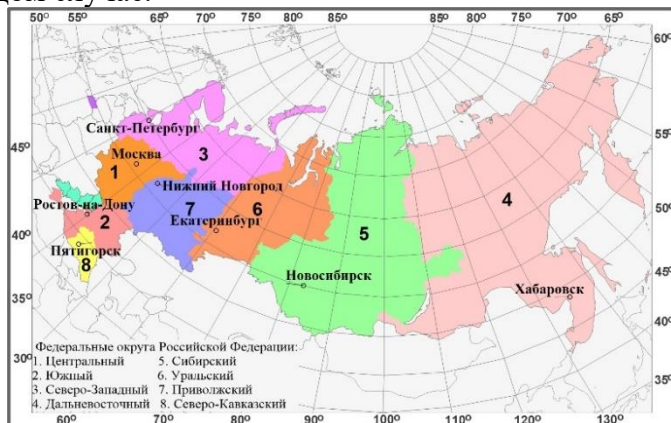 50° 55° 60° 65° 70° 75° 80° 85° 85° 80° 75° 70° 65°
60°
Санкт-Петербург
3
55°
45°
Москва
1
50°
Нижний Новгород
4
Ростов-на-Дону
7
2
Екатеринбург
6
5
45°
40°
Пятигорск
8
Новосибирск
Хабаровск
40°
35°
Федеральные округа Российской Федерации:
1. Центральный 5. Сибирский
30°
2. Южный 6. Уральский
35°
3. Северо-Западный 7. Приволжский
4. Дальневосточный 8. Северо-Кавказский
60° 70° 80° 90° 100° 110° 120° 130°